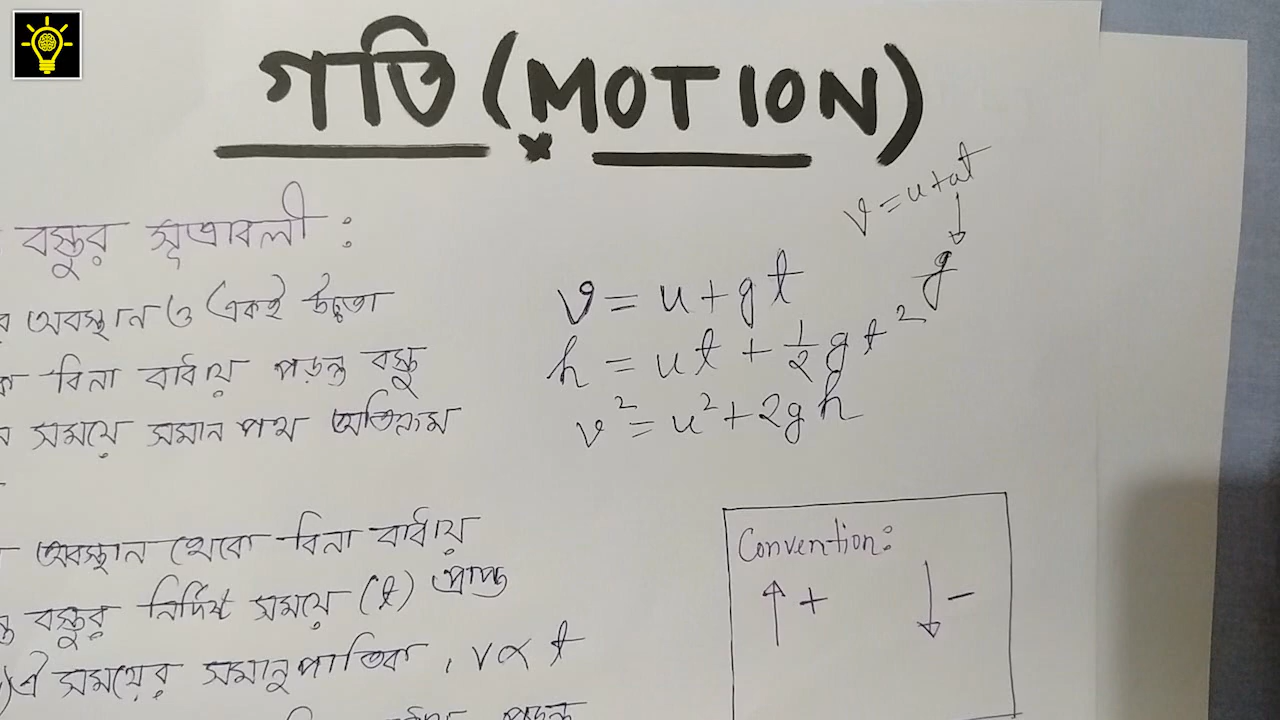 গতি (MOTION)
v = u + at
g
বস্তুর সূত্রাবলী :
অবস্থান ও একই উচ্চতা
বিনা বাধায় পড়ন্ত বস্তু
সময়ে সমান পথ অতিক্রম
v = u + gt
h = ut + 1/2 gt²
v² = u² + 2gh
অবস্থান থেকে বিনা বাধায়
বস্তুর নির্দিষ্ট সময়ে (t) প্রাপ্ত
ঐ সময়ের সমানুপাতিক, v ∝ t
পড়ন্ত
Convention:
↑ + ↓ −